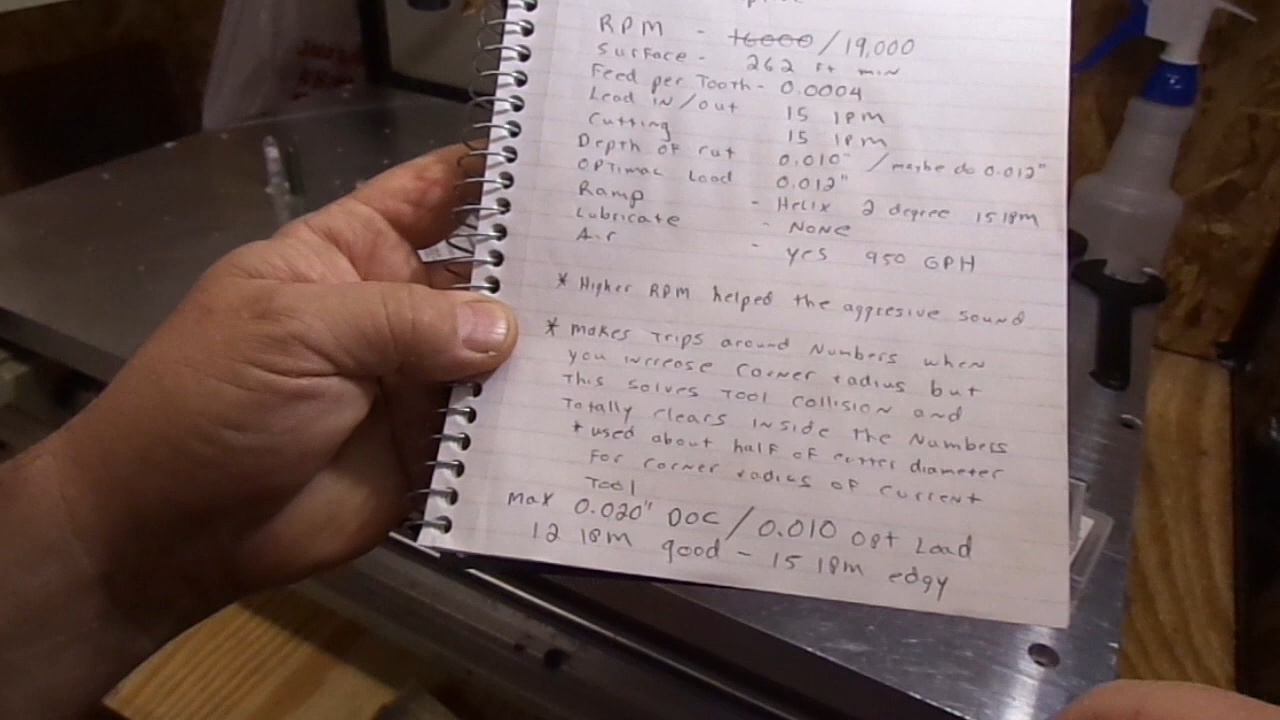 RPM - 16000 / 19,000
Surface - 262 ft min
Feed per Tooth - 0.0004
Lead in/out 15 IPM
Cutting 15 IPM
Depth of cut 0.010" / maybe do 0.012"
Optimal Load 0.012"
Ramp - Helix 2 degree 15 IPM
Lubricate - NONE
Air - yes 950 GPH
* Higher RPM helped the aggresive sound
* makes Trips around Numbers when
you increase corner radius but
This solves Tool collision and
Totally clears inside the Numbers
* used about half of cutter diameter
For corner radius of current
Tool
max 0.020" DOC / 0.010 Opt Load
12 IPM good - 15 IPM edgy